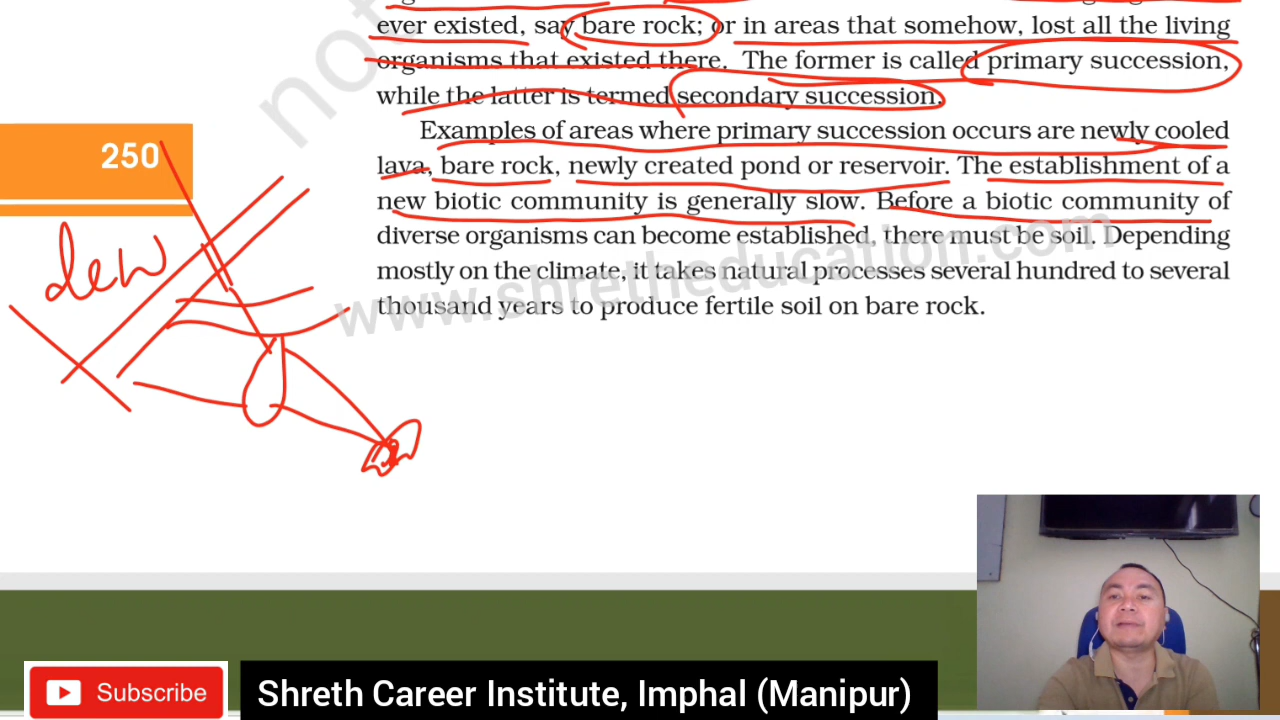 ever existed, say bare rock; or in areas that somehow, lost all the living
organisms that existed there. The former is called primary succession,
while the latter is termed secondary succession.
Examples of areas where primary succession occurs are newly cooled
lava, bare rock, newly created pond or reservoir. The establishment of a
new biotic community is generally slow. Before a biotic community of
diverse organisms can become established, there must be soil. Depending
mostly on the climate, it takes natural processes several hundred to several
thousand years to produce fertile soil on bare rock.
250
dew
not
www.shretheducation.com
Subscribe
Shreth Career Institute, Imphal (Manipur)